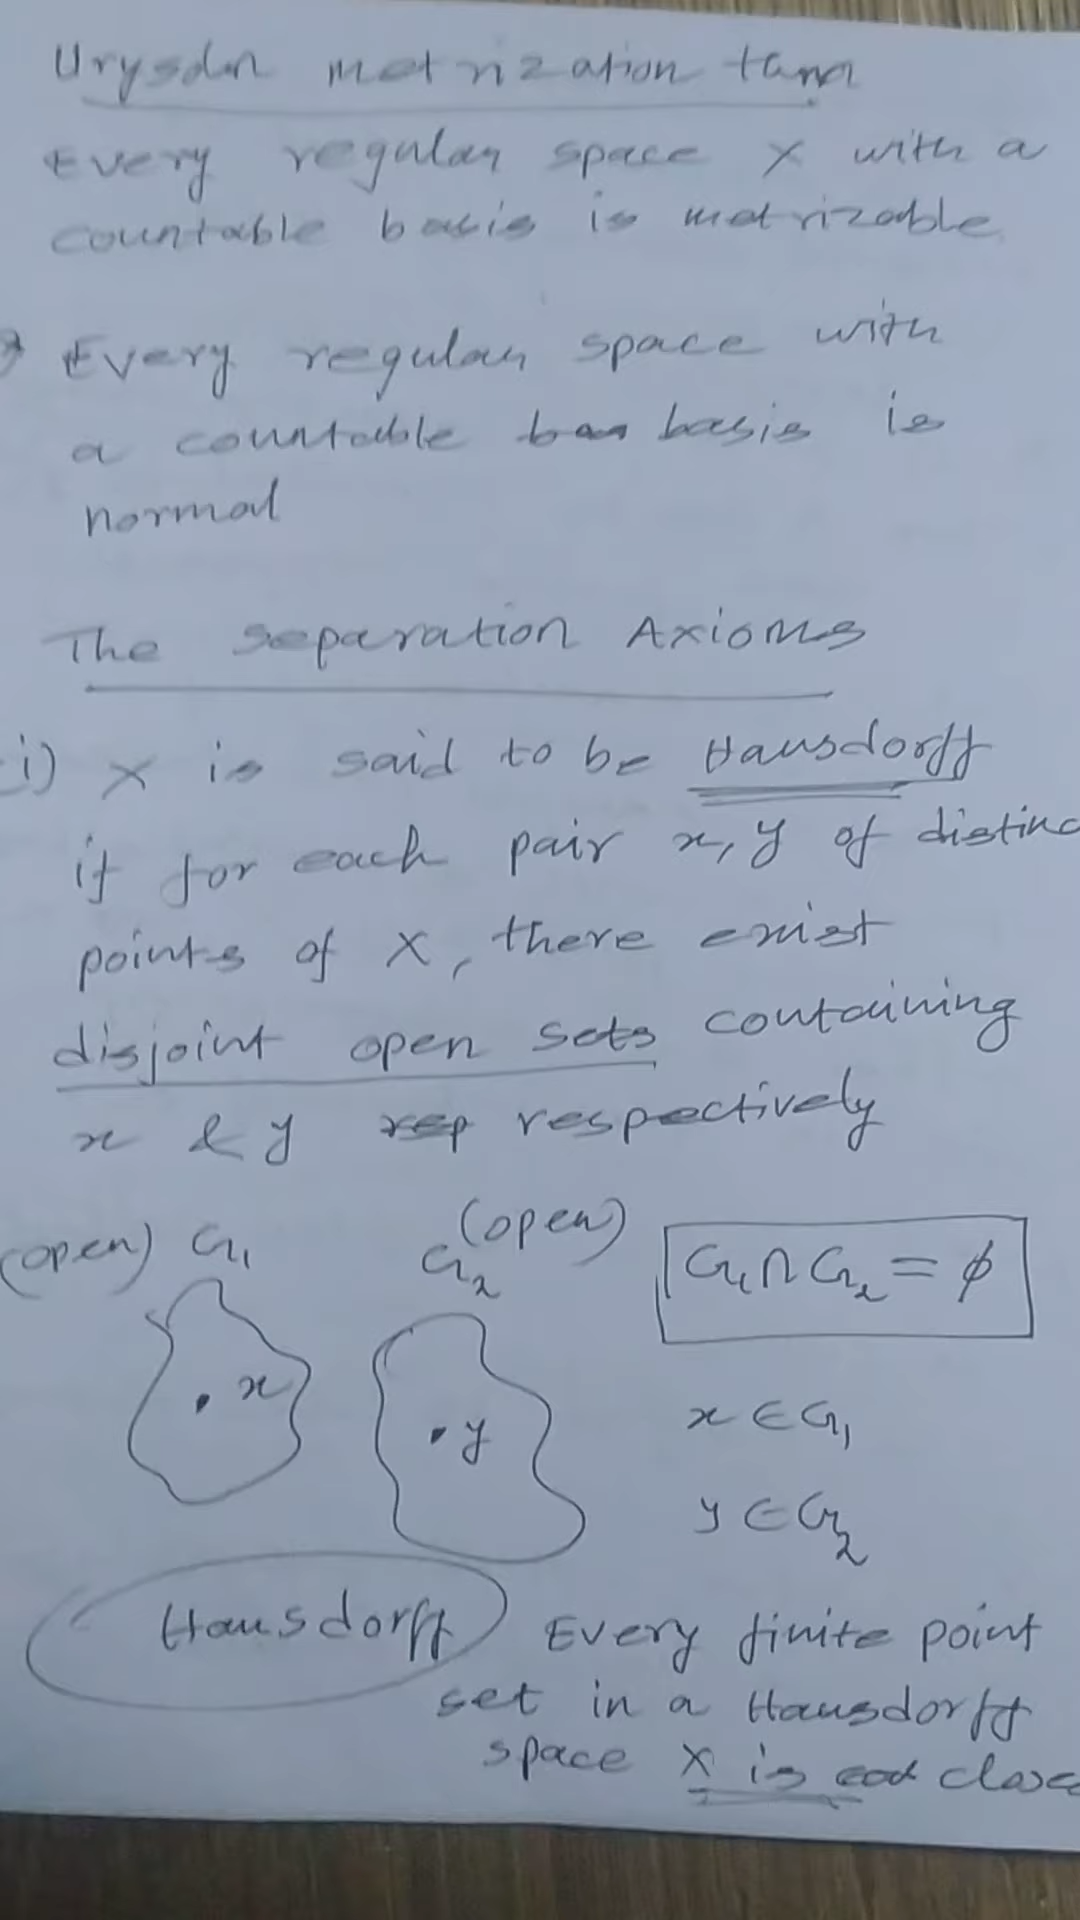 Urysohn metrization thm
Every regular space X with a
countable basis is metrizable
Every regular space with
a countable basis is
normal
The Separation Axioms
i) X is said to be Hausdorff
if for each pair x, y of distinc
points of X, there exist
disjoint open sets containing
x & y rep respectively
(open) G₁ G₂ (open) G₁∩G₂ = ϕ
. x . y x ∈ G₁
y ∈ G₂
Hausdorff Every finite point
set in a Hausdorff
space X is close